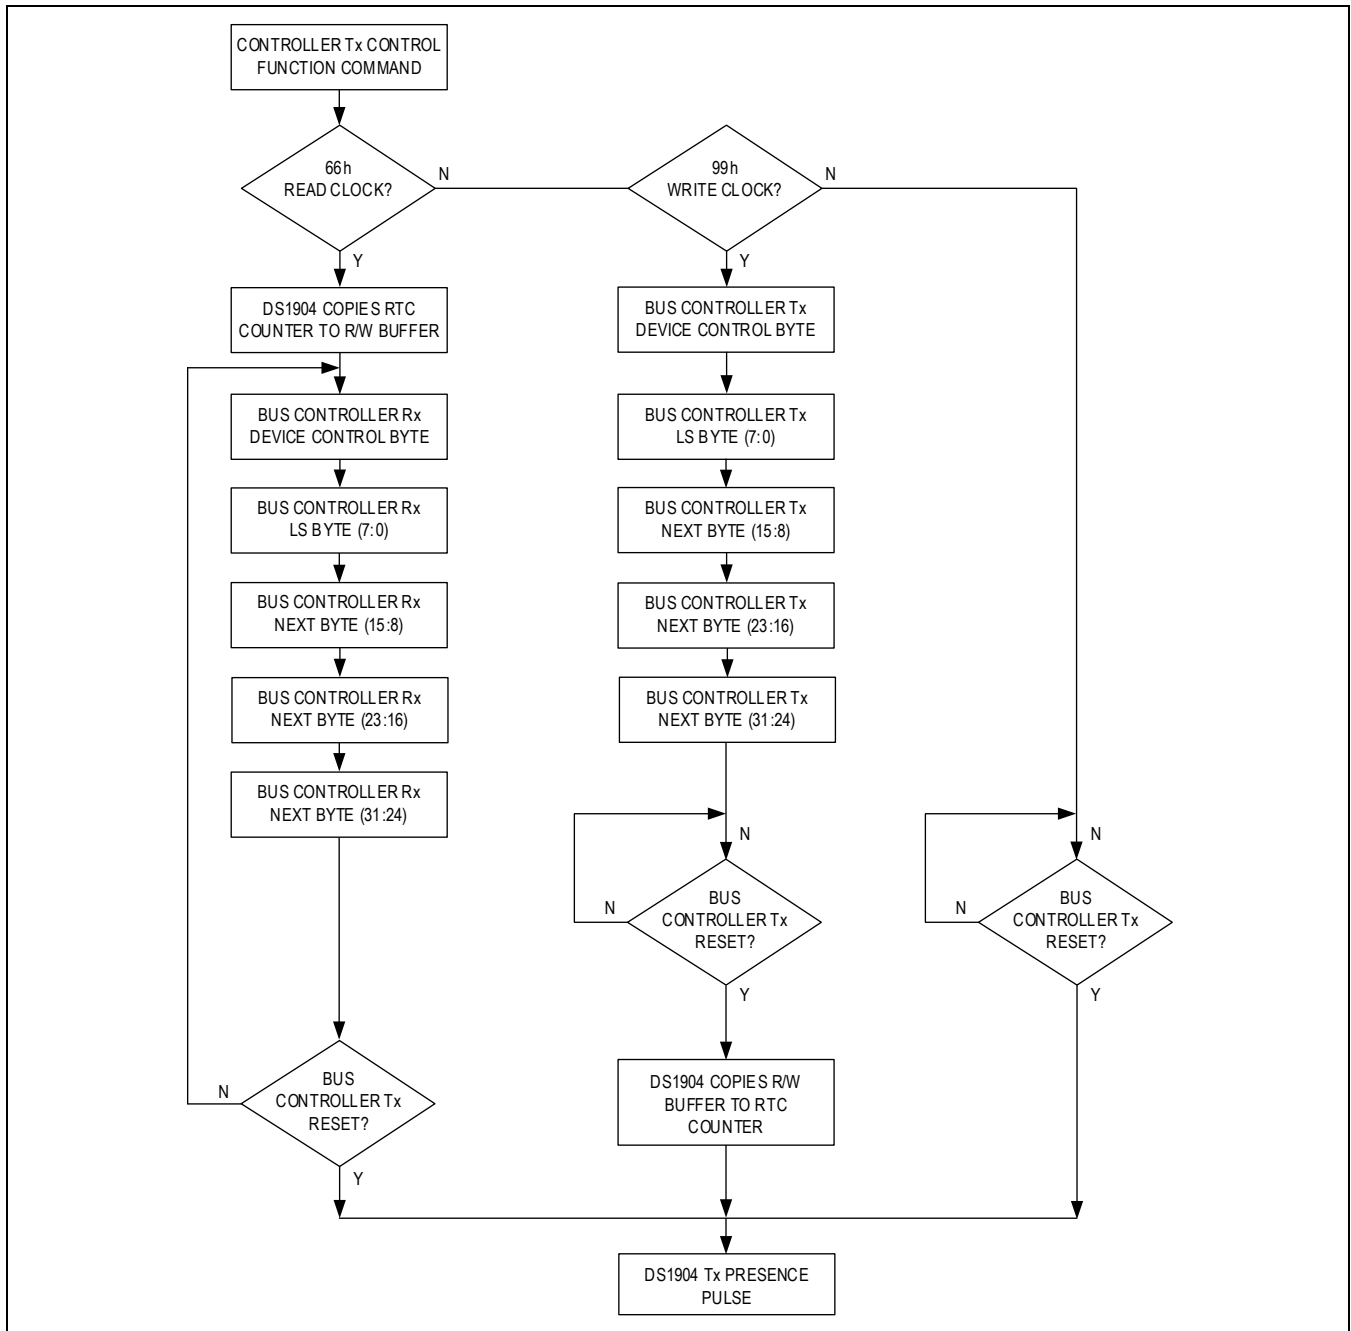 CONTROLLER Tx CONTROL
FUNCTION COMMAND
66h
READ CLOCK?
N
Y
99h
WRITE CLOCK?
N
Y
DS1904 COPIES RTC
COUNTER TO R/W BUFFER
BUS CONTROLLER Rx
DEVICE CONTROL BYTE
BUS CONTROLLER Rx
LS BYTE (7:0)
BUS CONTROLLER Rx
NEXT BYTE (15:8)
BUS CONTROLLER Rx
NEXT BYTE (23:16)
BUS CONTROLLER Rx
NEXT BYTE (31:24)
BUS
CONTROLLER Tx
RESET?
N
Y
BUS CONTROLLER Tx
DEVICE CONTROL BYTE
BUS CONTROLLER Tx
LS BYTE (7:0)
BUS CONTROLLER Tx
NEXT BYTE (15:8)
BUS CONTROLLER Tx
NEXT BYTE (23:16)
BUS CONTROLLER Tx
NEXT BYTE (31:24)
N
BUS
CONTROLLER Tx
RESET?
N
Y
DS1904 COPIES R/W
BUFFER TO RTC
COUNTER
N
BUS
CONTROLLER Tx
RESET?
N
Y
DS1904 Tx PRESENCE
PULSE